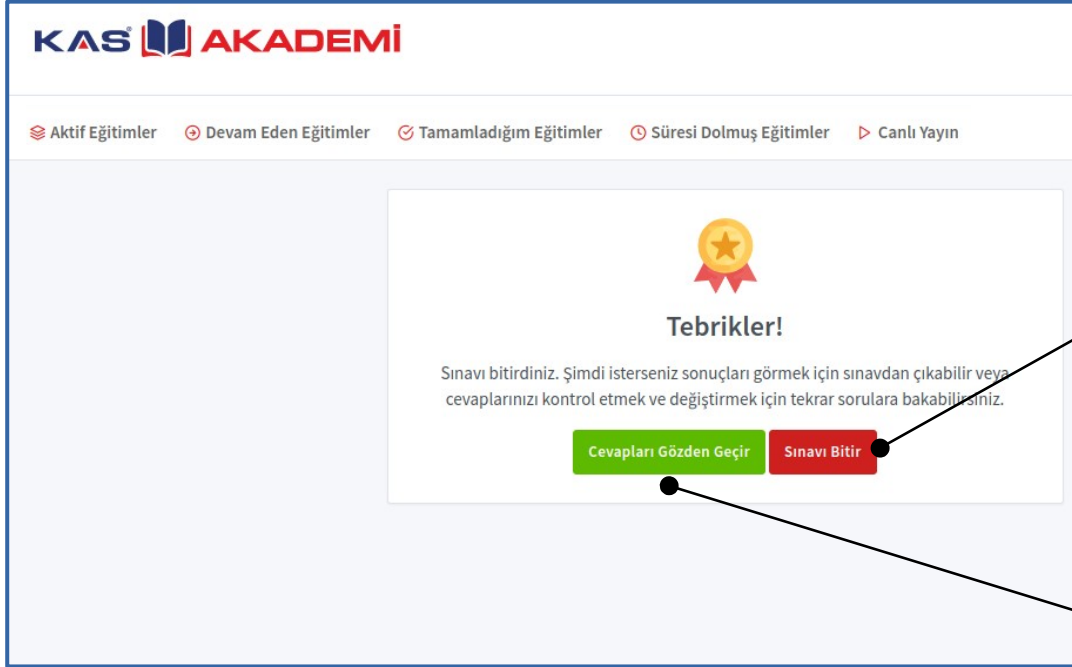 KAS AKADEMİ
Aktif Eğitimler Devam Eden Eğitimler Tamamladığım Eğitimler Süresi Dolmuş Eğitimler Canlı Yayın
Tebrikler!
Sınavı bitirdiniz. Şimdi isterseniz sonuçları görmek için sınavdan çıkabilir veya
cevaplarınızı kontrol etmek ve değiştirmek için tekrar sorulara bakabilirsiniz.
Cevapları Gözden Geçir Sınavı Bitir